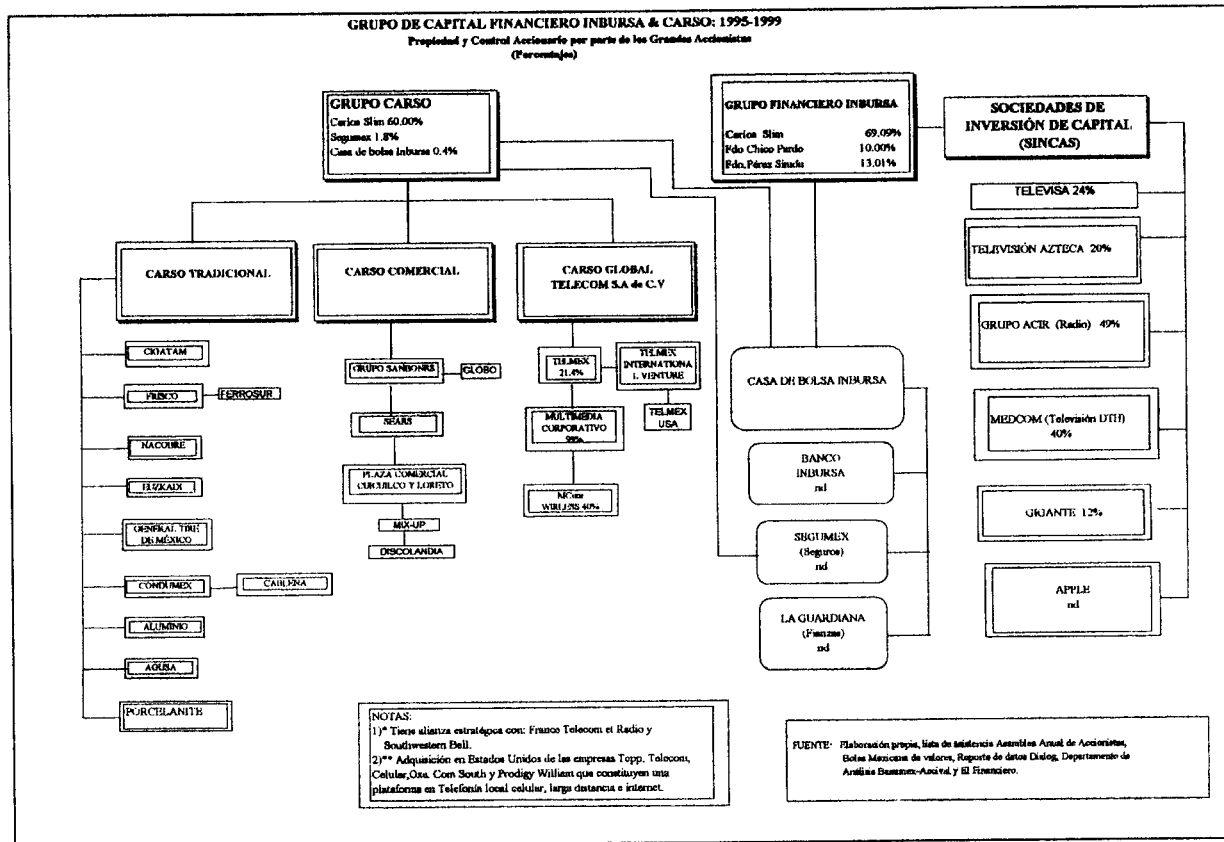 GRUPO DE CAPITAL FINANCIERO INBURSA & CARSO: 1995-1999
Propiedad y Control Accionario por parte de los Grandes Accionistas
(Porcentajes)
GRUPO CARSO
Carlos Slim 60.00%
Segumex 1.8%
Casa de bolsa Inbursa 0.4%
GRUPO FINANCIERO INBURSA
Carlos Slim 69.09%
Fdo Chico Pardo 10.00%
Fdo. Pérez Simdn 13.01%
SOCIEDADES DE
INVERSIÓN DE CAPITAL
(SINCAS)
TELEVISA 24%
TELEVISIÓN AZTECA 20%
GRUPO ACIR (Radio) 49%
MEDCOM (Televisión DTH)
40%
GIGANTE 12%
APPLE
nd
CARSO TRADICIONAL
CARSO COMERCIAL
CARSO GLOBAL
TELECOM S.A de C.V
CIGATAM
FRISCO
FERROSUR
NACOBRE
EUZKADI
GENERAL TIRE
DE MÉXICO
CONDUMEX
CABLENA
ALUMINIO
AGUSA
PORCELANITE
GRUPO SANBORNS
GLOBO
SEARS
PLAZA COMERCIAL
CUICUILCO Y LORETO
MIX-UP
DISCOLANDIA
TELMEX
21.4%
TELMEX
INTERNATIONA
L VENTURE
TELMEX
USA
MULTIMEDIA
CORPORATIVO
WIRLESS 40%
CASA DE BOLSA INBURSA
BANCO
INBURSA
nd
SEGUMEX
(Seguros)
nd
LA GUARDIANA
(Fianzas)
nd
NOTAS:
1)* Tiene alianza estratégica con: France Telecom et Radio y
Southwestern Bell.
2)** Adquisición en Estados Unidos de las empresas Topp, Telecom,
Celular,Oxa. Com South y Prodigy William que constituyen una
plataforma en Telefonía local celular, larga distancia e internet.
FUENTE: Elaboración propia, lista de asistencia Asamblea Anual de Accionistas,
Bolsa Mexicana de valores, Reporte de datos Dialog, Departamento de
Análisis Banamex-Accival y El Financiero.